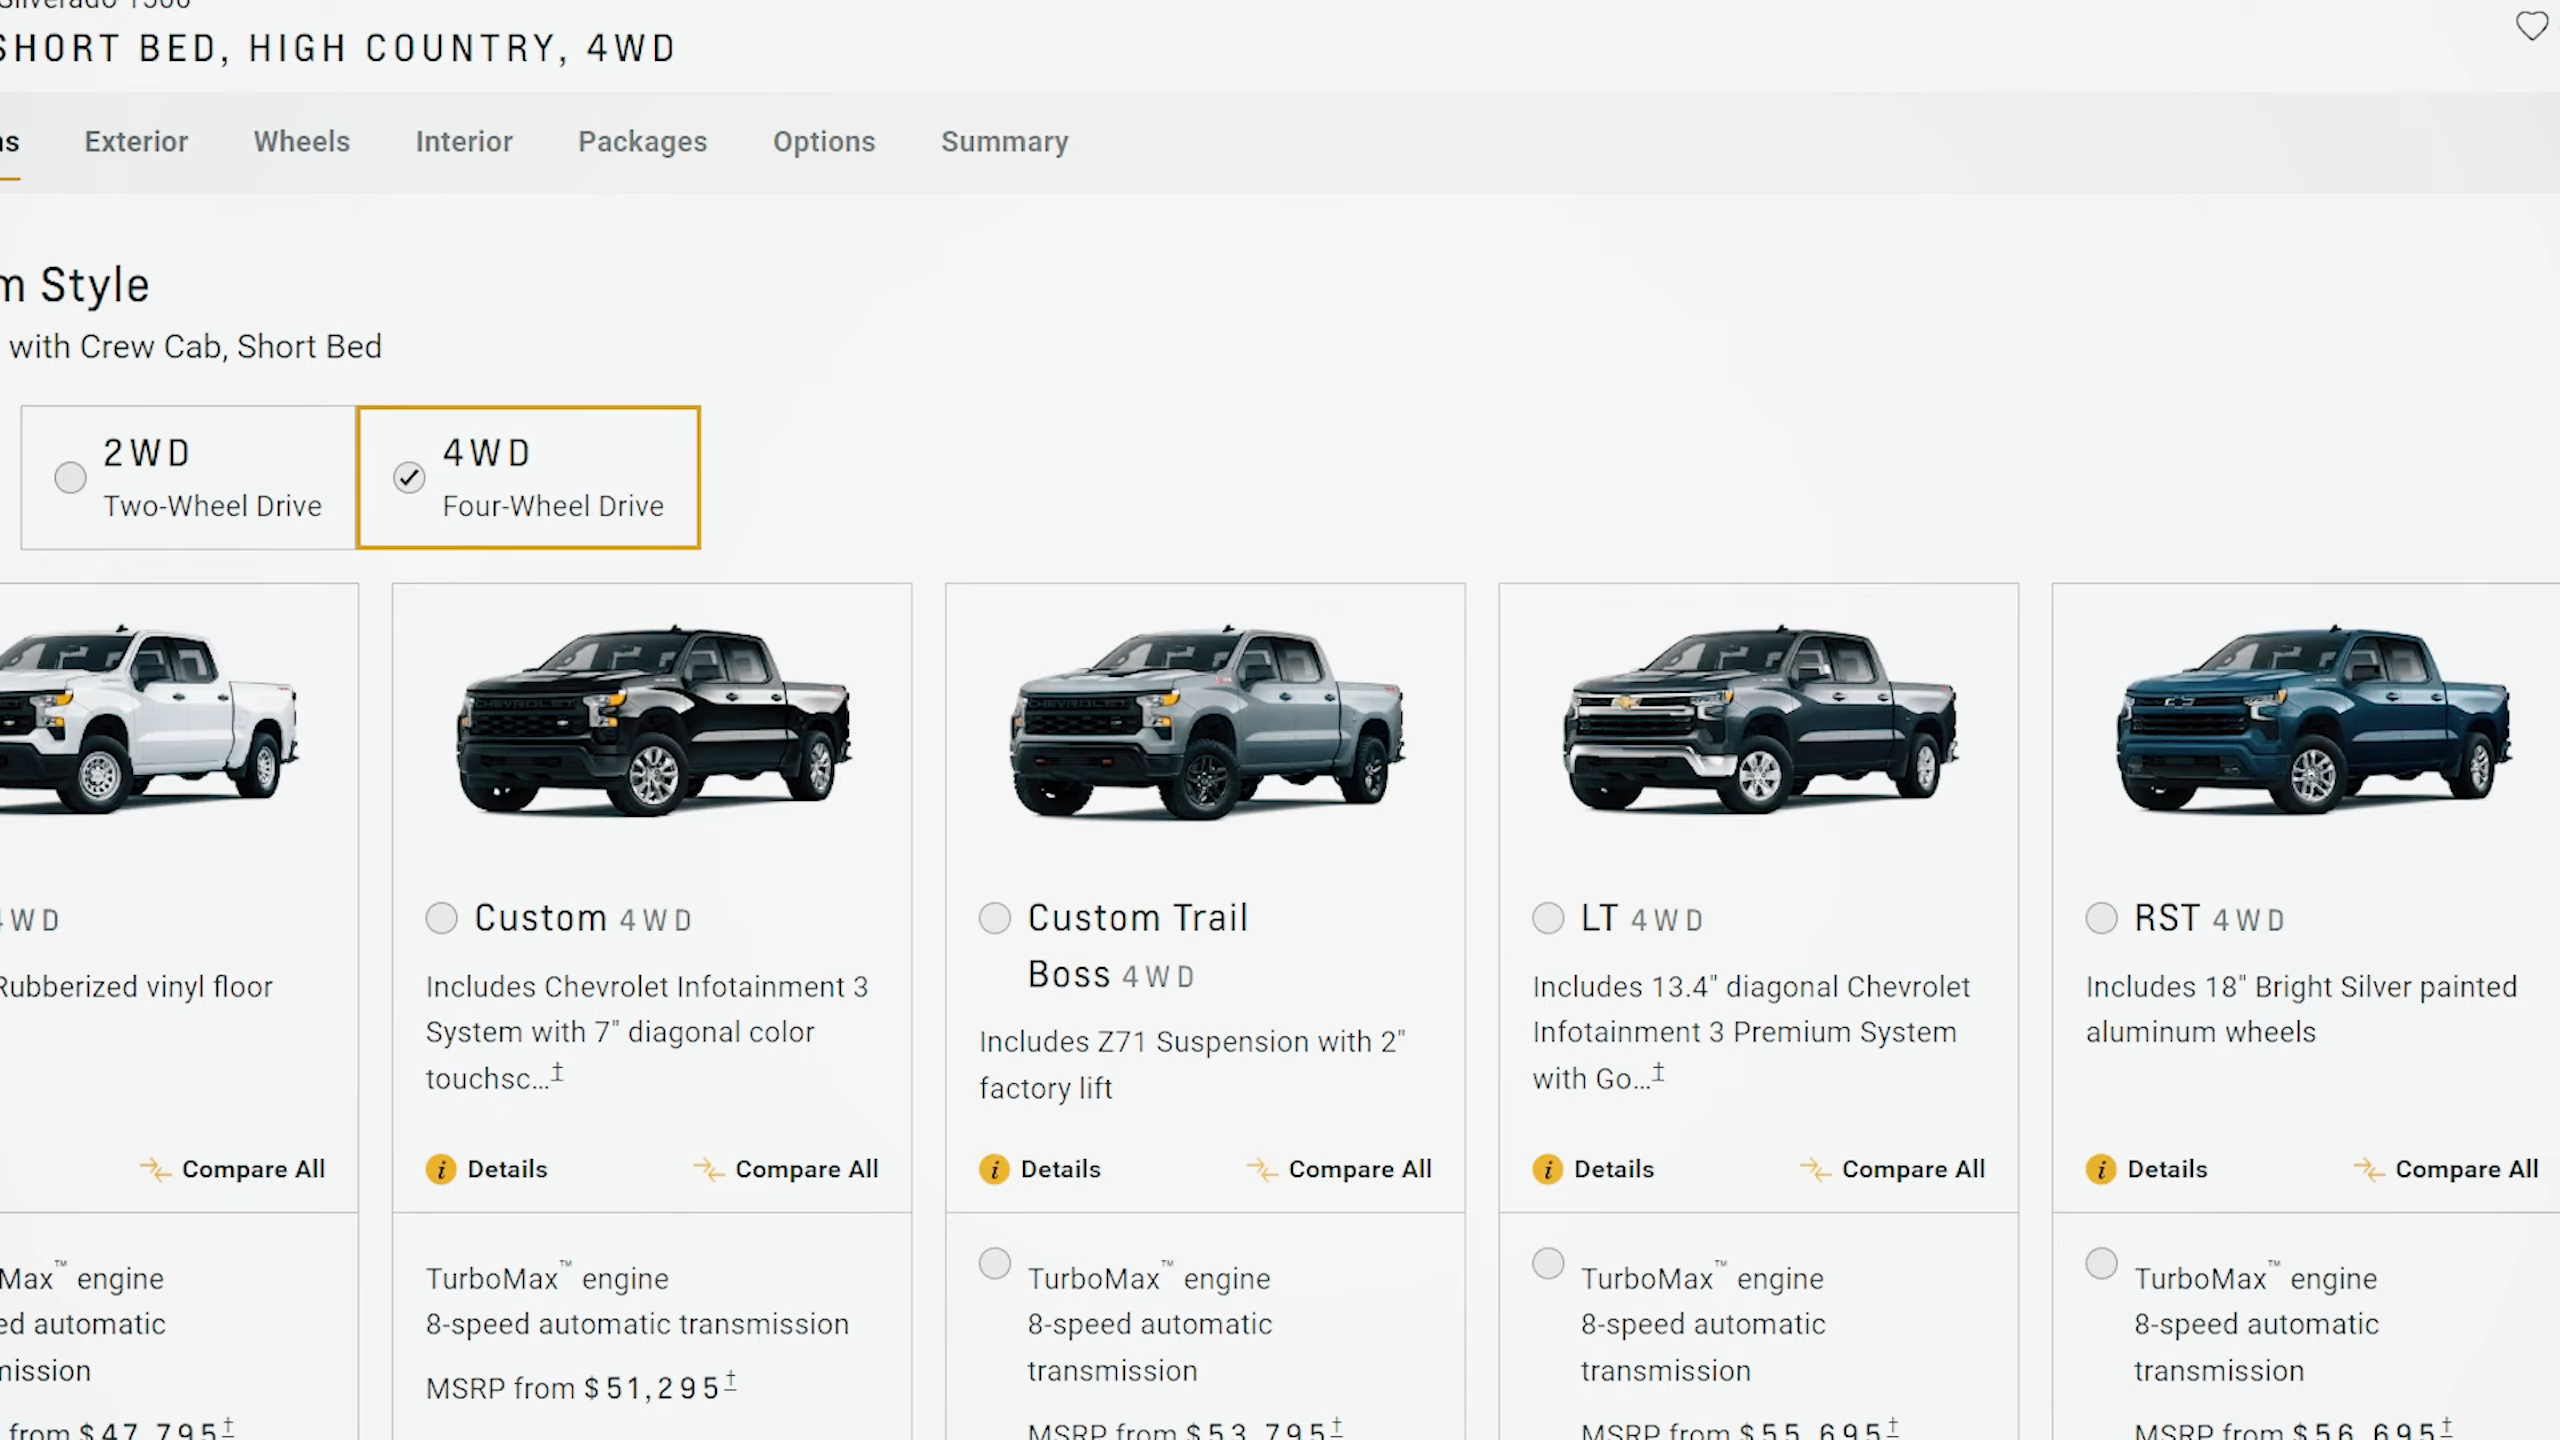 Silverado 1500
SHORT BED, HIGH COUNTRY, 4WD
Exterior Wheels Interior Packages Options Summary
Style
with Crew Cab, Short Bed
2WD
Two-Wheel Drive
4WD
Four-Wheel Drive
4WD
Rubberized vinyl floor
Compare All
Max™ engine
automatic
from $47,795†
Custom 4WD
Includes Chevrolet Infotainment 3
System with 7" diagonal color
touchsc...‡
Details Compare All
TurboMax™ engine
8-speed automatic transmission
MSRP from $51,295†
Custom Trail
Boss 4WD
Includes Z71 Suspension with 2"
factory lift
Details Compare All
TurboMax™ engine
8-speed automatic
transmission
MSRP from $53,795†
LT 4WD
Includes 13.4" diagonal Chevrolet
Infotainment 3 Premium System
with Go...‡
Details Compare All
TurboMax™ engine
8-speed automatic
transmission
MSRP from $55,695†
RST 4WD
Includes 18" Bright Silver painted
aluminum wheels
Details Compare All
TurboMax™ engine
8-speed automatic
transmission
MSRP from $56,695†